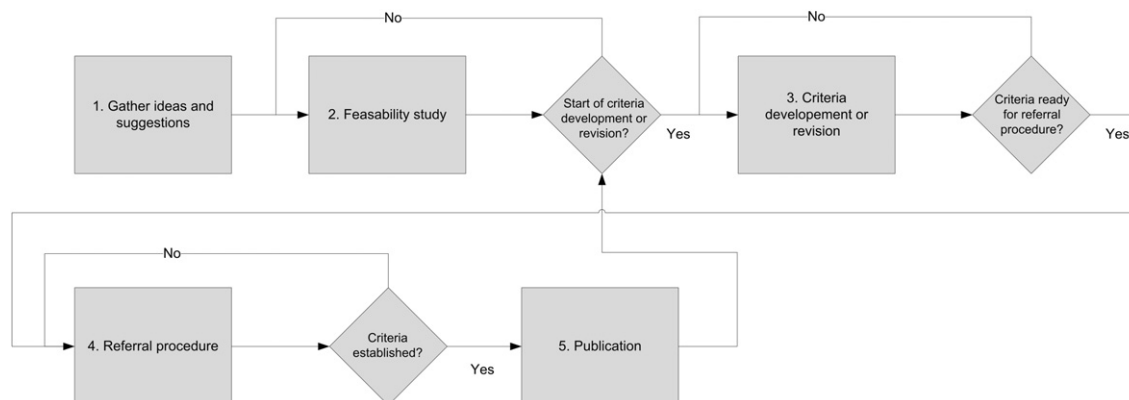 No
No
1. Gather ideas and
suggestions
2. Feasability study
Start of criteria
development or
revision?
Yes
3. Criteria
developement or
revision
Criteria ready
for referral
procedure?
Yes
No
4. Referral procedure
Criteria
established?
Yes
5. Publication